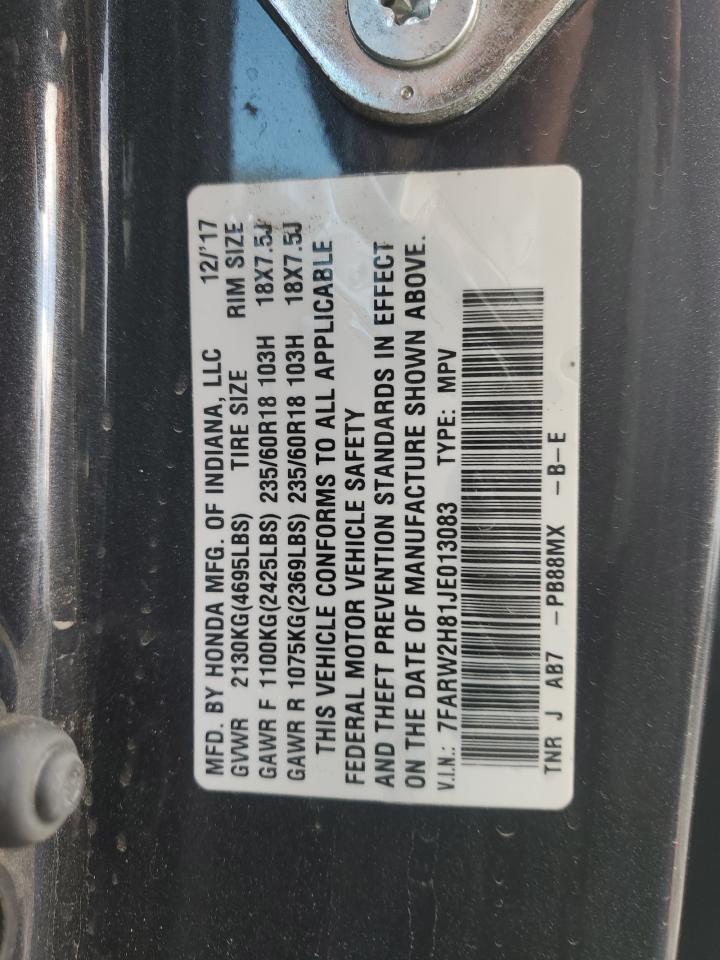 MFD. BY HONDA MFG. OF INDIANA, LLC 12/'17
GVWR 2130KG(4695LBS) TIRE SIZE RIM SIZE
GAWR F 1100KG(2425LBS) 235/60R18 103H 18X7.5J
GAWR R 1075KG(2369LBS) 235/60R18 103H 18X7.5J
THIS VEHICLE CONFORMS TO ALL APPLICABLE
FEDERAL MOTOR VEHICLE SAFETY
AND THEFT PREVENTION STANDARDS IN EFFECT
ON THE DATE OF MANUFACTURE SHOWN ABOVE.
V.I.N.: 7FARW2H81JE013083 TYPE: MPV
TNR J AB7 -PB88MX -B-E